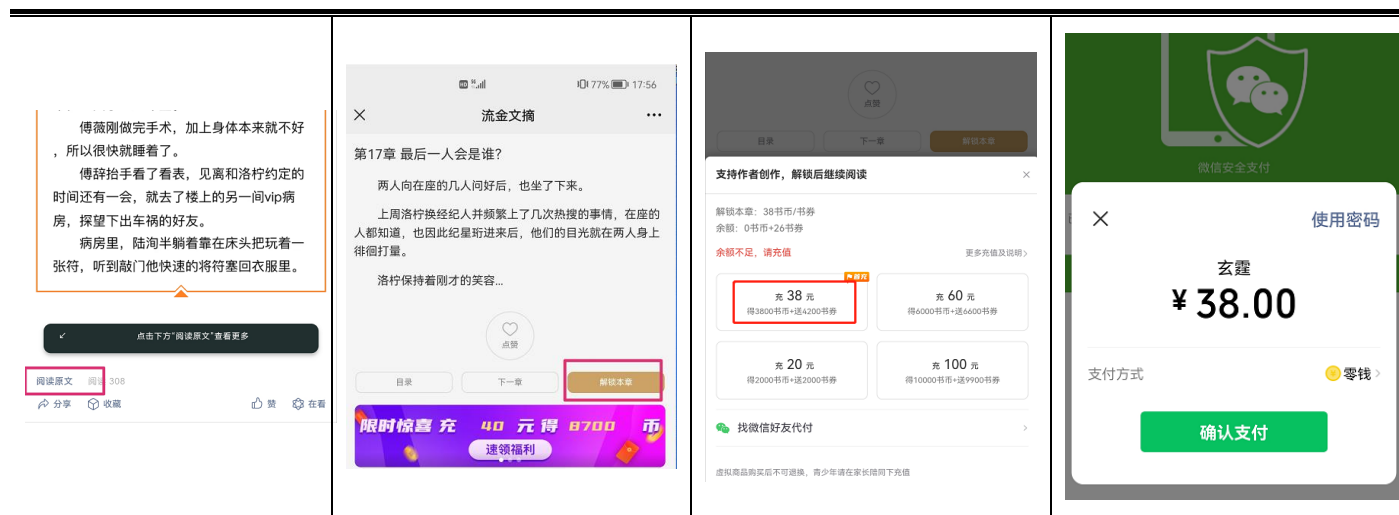 傅薇刚做完手术，加上身体本来就不好
，所以很快就睡着了。
傅辞抬手看了看表，见离和洛柠约定的
时间还有一会，就去了楼上的另一间vip病
房，探望下出车祸的好友。
病房里，陆洵半躺着靠在床头把玩着一
张符，听到敲门他快速的将符塞回衣服里。
点击下方"阅读原文"查看更多
阅读原文 阅读 308
分享 收藏 赞 在看
77% 17:56
流金文摘
第17章 最后一人会是谁?
两人向在座的几人问好后，也坐了下来。
上周洛柠换经纪人并频繁上了几次热搜的事情，在座的
人都知道，也因此纪星珩进来后，他们的目光就在两人身上
徘徊打量。
洛柠保持着刚才的笑容...
点赞
目录 下一章 解锁本章
限时惊喜 充 40 元 得 8700 币
速领福利
点赞
目录 下一章 解锁本章
支持作者创作，解锁后继续阅读
解锁本章：38书币/书券
余额：0书币+26书券
余额不足，请充值 更多充值及说明
首充
充 38 元
得3800书币+送4200书券
充 60 元
得6000书币+送6600书券
充 20 元
得2000书币+送2000书券
充 100 元
得10000书币+送9900书券
找微信好友代付
虚拟商品购买后不可退换，青少年请在家长陪同下充值
微信安全支付
使用密码
玄霆
¥38.00
支付方式 零钱
确认支付